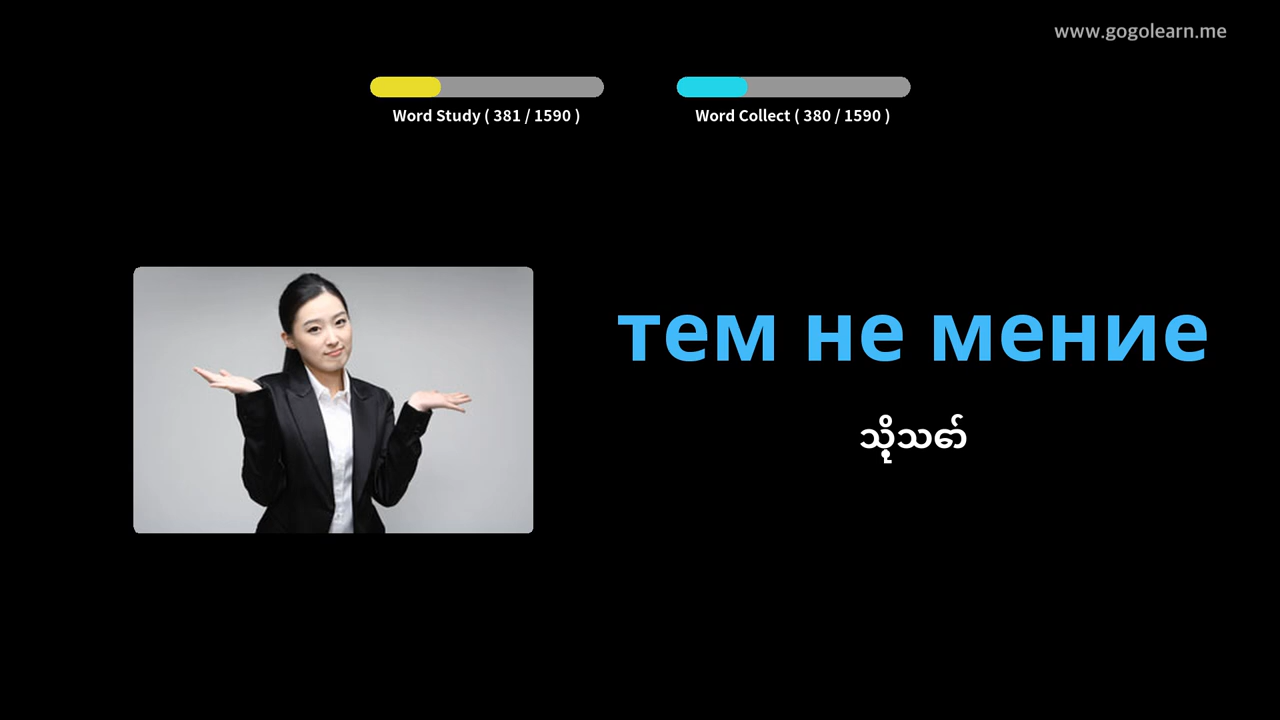 www.gogolearn.me
Word Study ( 381 / 1590 )
Word Collect ( 380 / 1590 )
тем не мение
သို့သော်